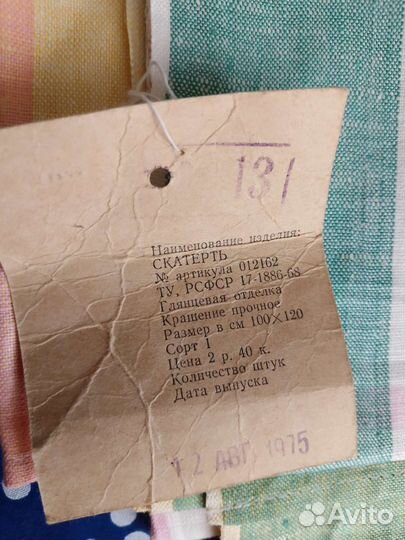 131
Наименование изделия:
СКАТЕРТЬ
№ артикула 012162
ТУ, РСФСР 17-1886-68
Глянцевая отделка
Крашение прочное
Размер в см 100×120
Сорт 1
Цена 2 р. 40 к.
Количество штук
Дата выпуска
12 АВГ 1975
Avito